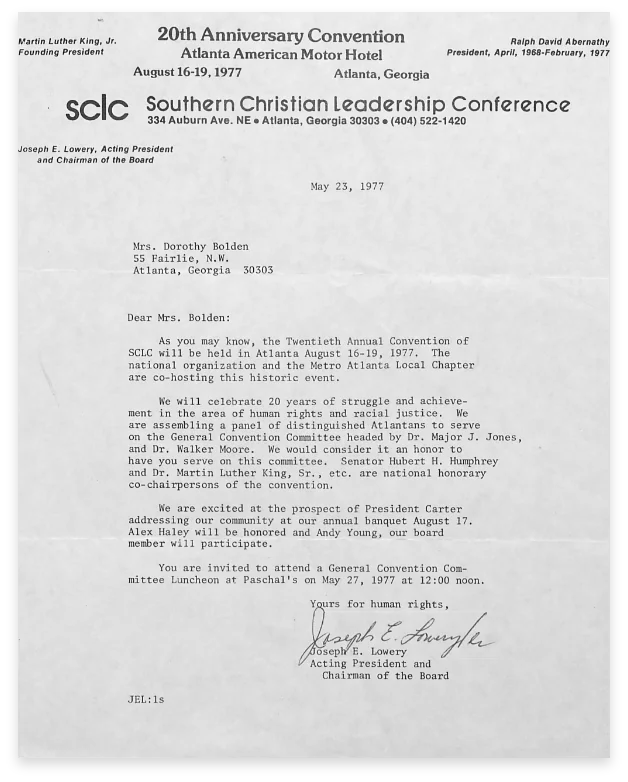 20th Anniversary Convention
Martin Luther King, Jr.
Founding President
Atlanta American Motor Hotel
Ralph David Abernathy
President, April, 1968-February, 1977
August 16-19, 1977 Atlanta, Georgia
sclc Southern Christian Leadership Conference
334 Auburn Ave. NE • Atlanta, Georgia 30303 • (404) 522-1420
Joseph E. Lowery, Acting President
and Chairman of the Board
May 23, 1977
Mrs. Dorothy Bolden
55 Fairlie, N.W.
Atlanta, Georgia 30303
Dear Mrs. Bolden:
As you may know, the Twentieth Annual Convention of
SCLC will be held in Atlanta August 16-19, 1977. The
national organization and the Metro Atlanta Local Chapter
are co-hosting this historic event.
We will celebrate 20 years of struggle and achieve-
ment in the area of human rights and racial justice. We
are assembling a panel of distinguished Atlantans to serve
on the General Convention Committee headed by Dr. Major J. Jones,
and Dr. Walker Moore. We would consider it an honor to
have you serve on this committee. Senator Hubert H. Humphrey
and Dr. Martin Luther King, Sr., etc. are national honorary
co-chairpersons of the convention.
We are excited at the prospect of President Carter
addressing our community at our annual banquet August 17.
Alex Haley will be honored and Andy Young, our board
member will participate.
You are invited to attend a General Convention Com-
mittee Luncheon at Paschal's on May 27, 1977 at 12:00 noon.
Yours for human rights,
Joseph E. Lowery/ler
Joseph E. Lowery
Acting President and
Chairman of the Board
JEL:ls